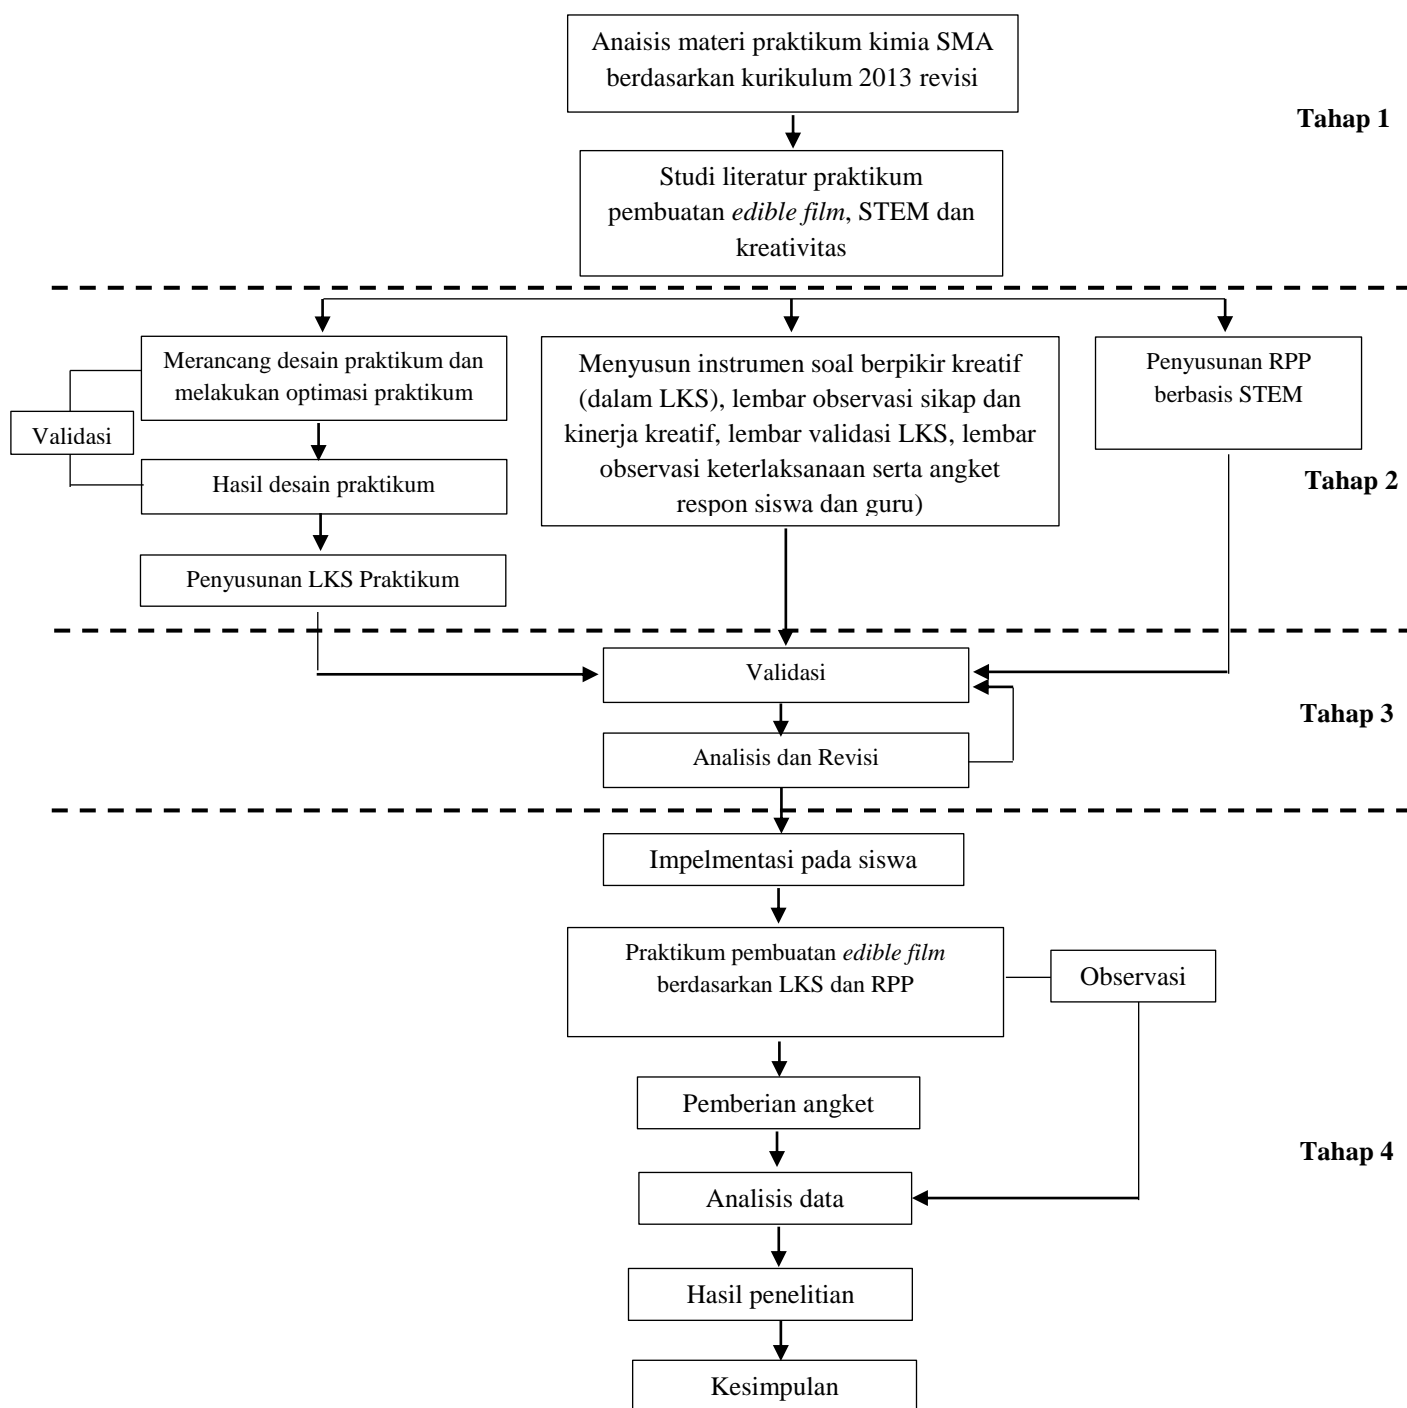 Anaisis materi praktikum kimia SMA
berdasarkan kurikulum 2013 revisi
Tahap 1
Studi literatur praktikum
pembuatan edible film, STEM dan
kreativitas
Merancang desain praktikum dan
melakukan optimasi praktikum
Validasi
Hasil desain praktikum
Penyusunan LKS Praktikum
Menyusun instrumen soal berpikir kreatif
(dalam LKS), lembar observasi sikap dan
kinerja kreatif, lembar validasi LKS, lembar
observasi keterlaksanaan serta angket
respon siswa dan guru)
Penyusunan RPP
berbasis STEM
Tahap 2
Validasi
Analisis dan Revisi
Tahap 3
Impelmentasi pada siswa
Praktikum pembuatan edible film
berdasarkan LKS dan RPP
Observasi
Pemberian angket
Tahap 4
Analisis data
Hasil penelitian
Kesimpulan